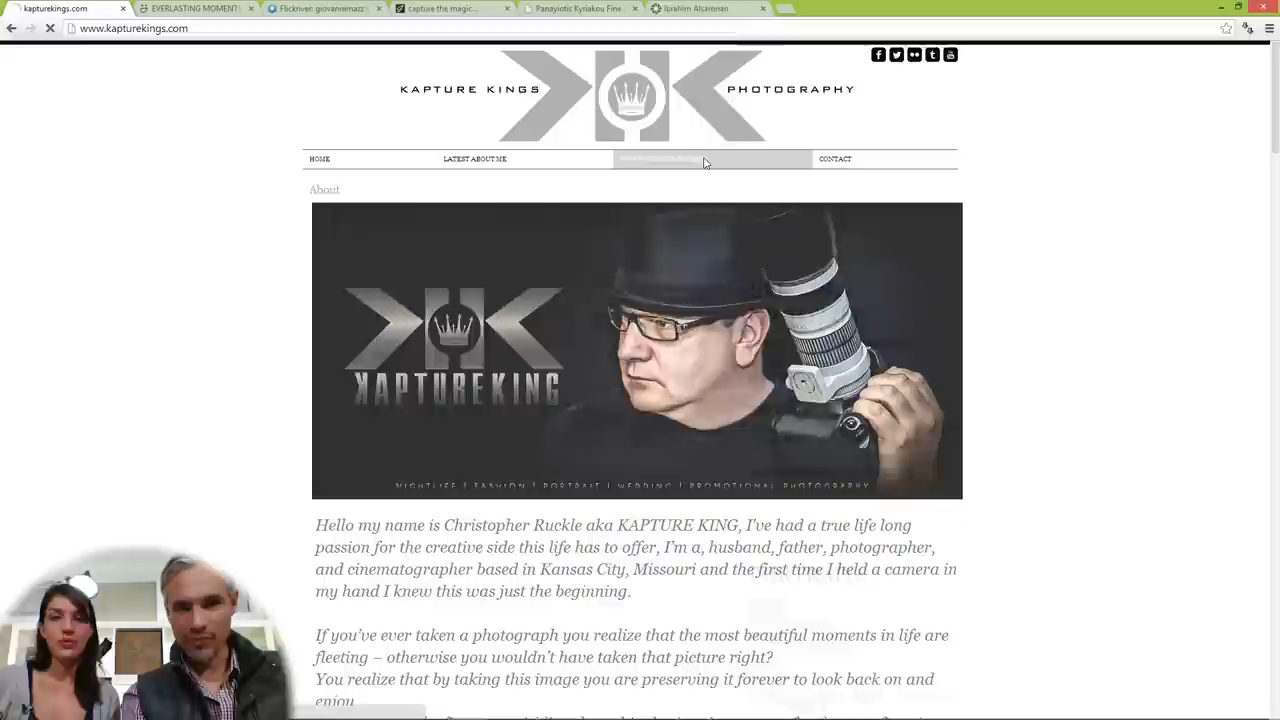 kapturekings.com
EVERLASTING MOMENT
Flickriver: giovannimazz
capture the magic...
Panayiotis Kyriakou Fine
Ibrahim Alsamnan
www.kapturekings.com
KAPTURE KINGS
PHOTOGRAPHY
HOME
LATEST ABOUT ME
CONTACT
About
KAPTUREKING
NIGHTLIFE | FASHION | PORTRAIT | WEDDING | PROMOTIONAL PHOTOGRAPHY
Hello my name is Christopher Ruckle aka KAPTURE KING, I've had a true life long
passion for the creative side this life has to offer, I'm a, husband, father, photographer,
and cinematographer based in Kansas City, Missouri and the first time I held a camera in
my hand I knew this was just the beginning.
If you've ever taken a photograph you realize that the most beautiful moments in life are
fleeting – otherwise you wouldn't have taken that picture right?
You realize that by taking this image you are preserving it forever to look back on and
enjoy